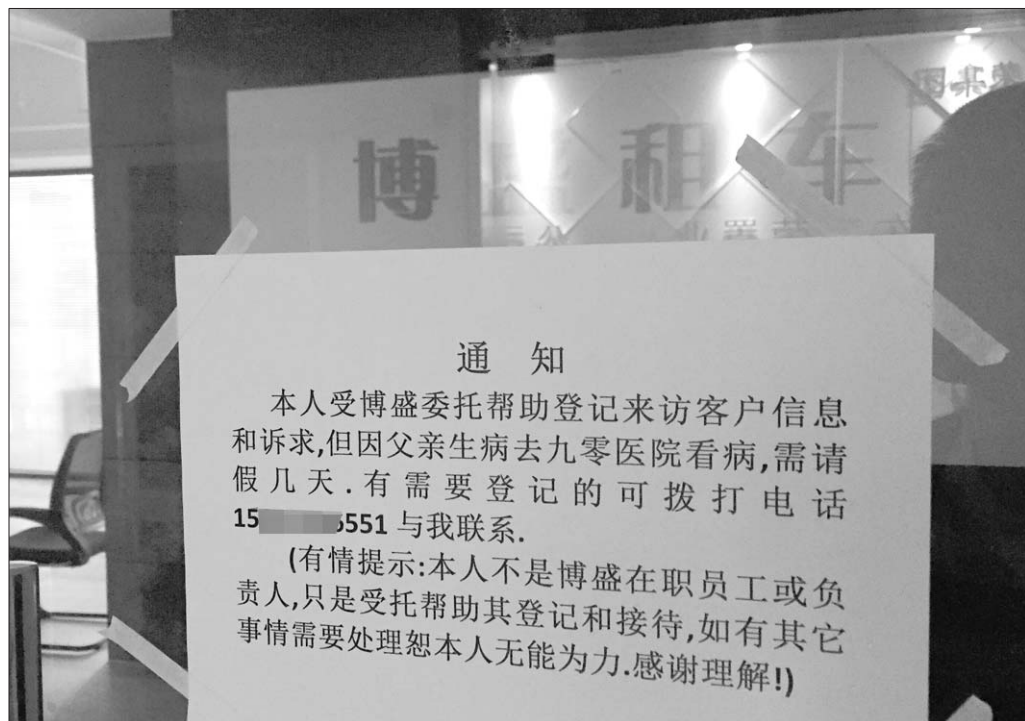 博 租车
通 知
本人受博盛委托帮助登记来访客户信息
和诉求,但因父亲生病去九零医院看病,需请
假几天.有需要登记的可拨打电话
15 5551 与我联系.
(有情提示:本人不是博盛在职员工或负
责人,只是受托帮助其登记和接待,如有其它
事情需要处理恕本人无能为力.感谢理解!)